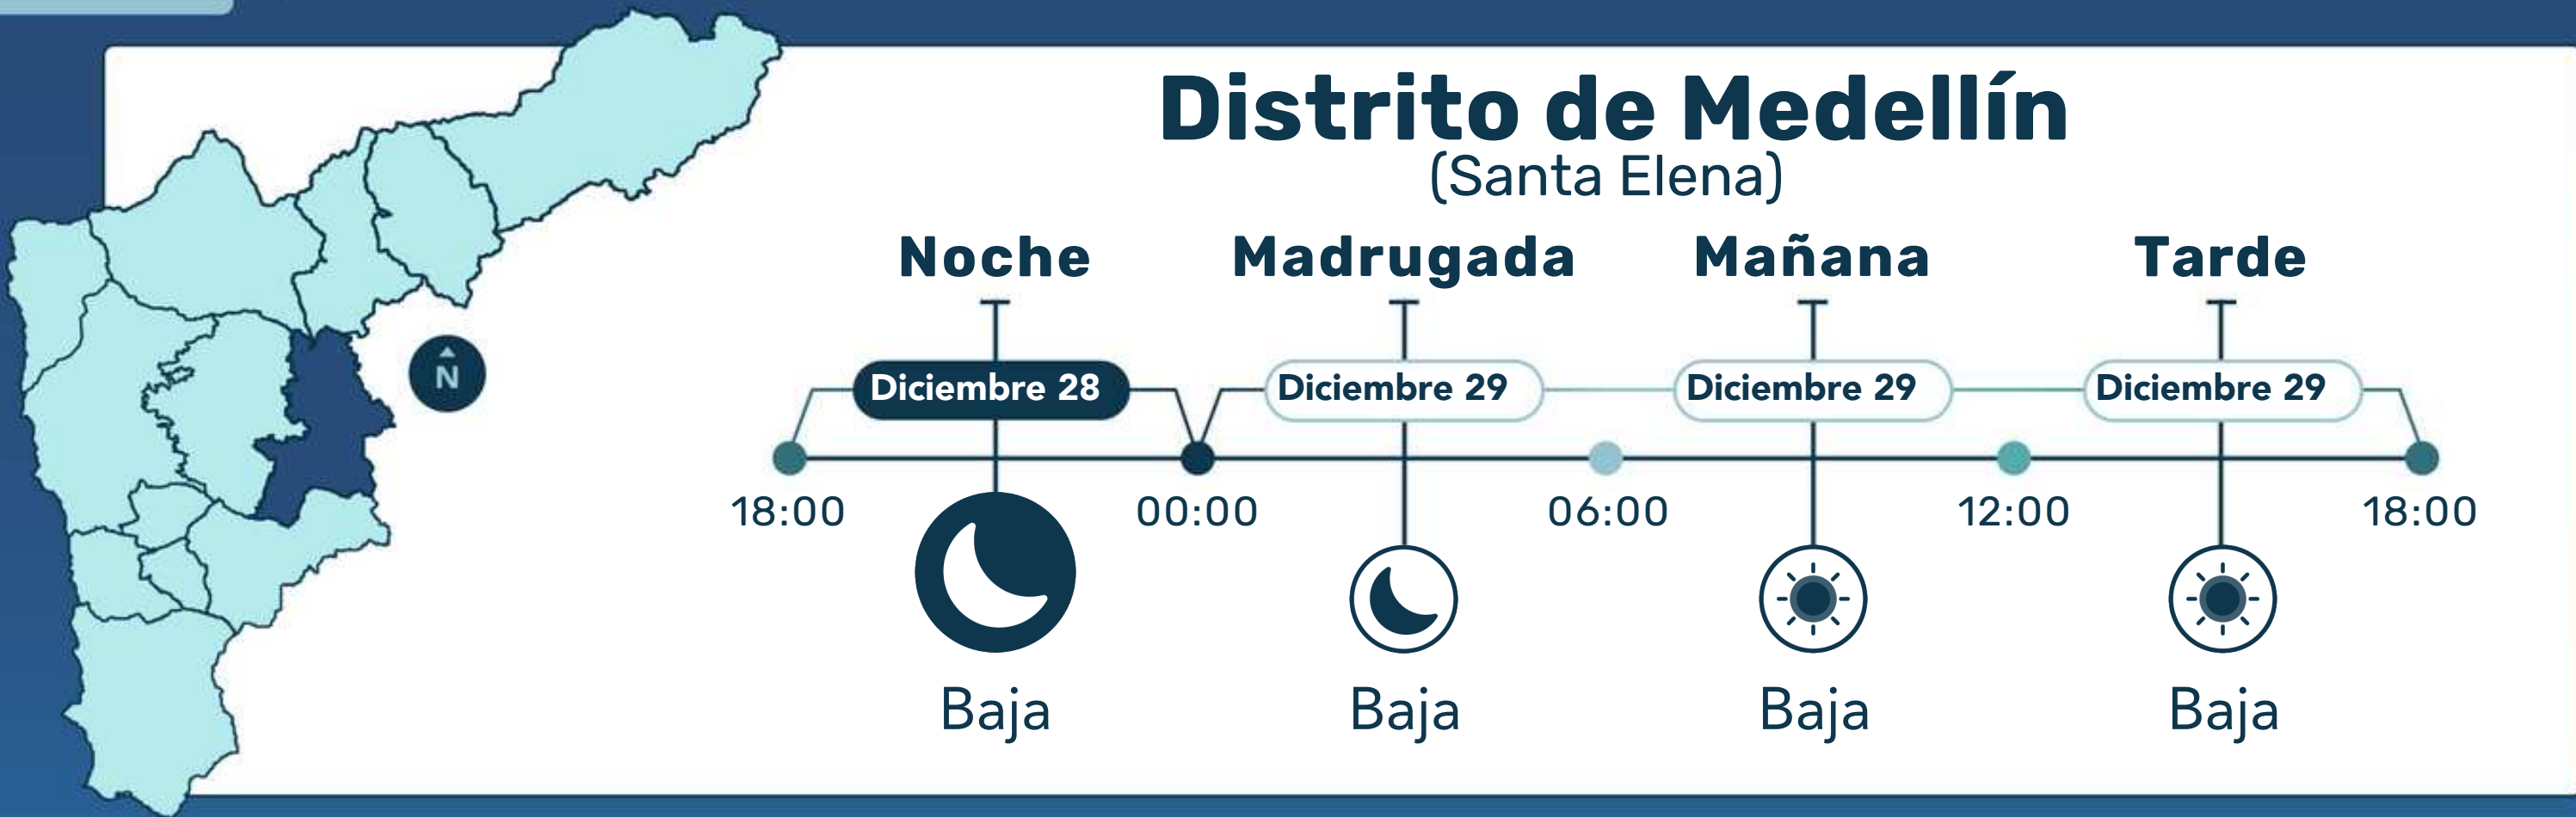 Distrito de Medellín
(Santa Elena)
Noche Madrugada Mañana Tarde
Diciembre 28 Diciembre 29 Diciembre 29 Diciembre 29
N
18:00 00:00 06:00 12:00 18:00
Baja Baja Baja Baja